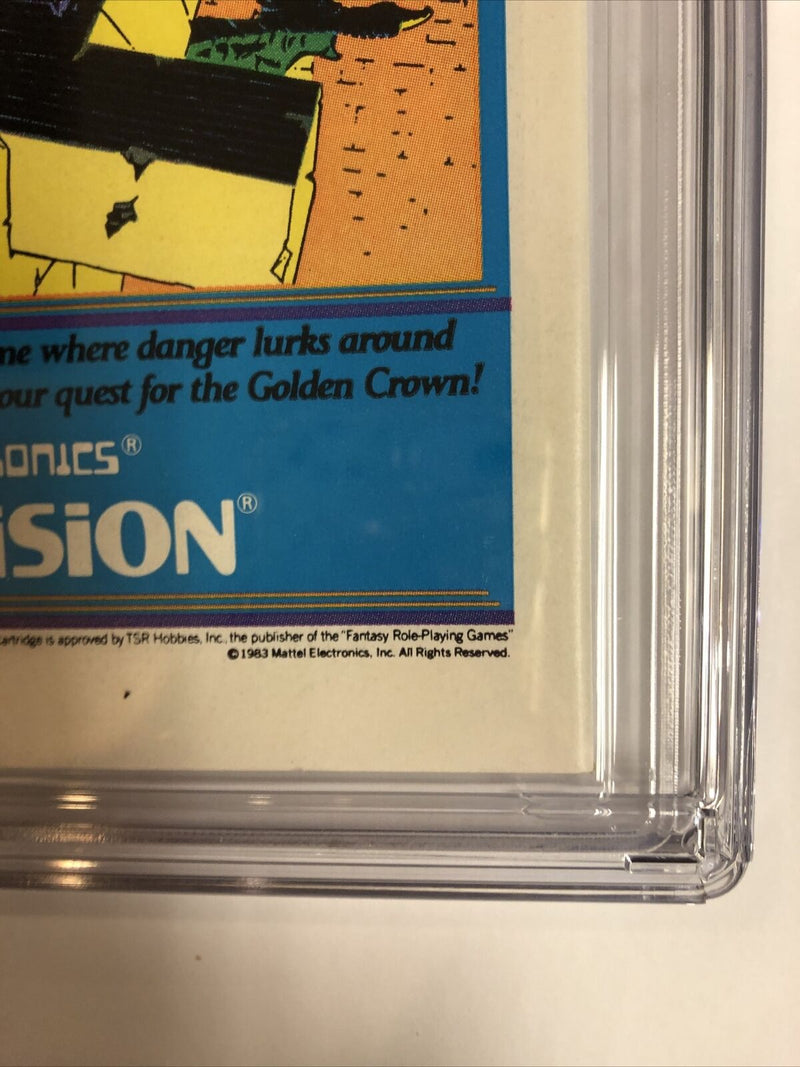 me where danger lurks around
our quest for the Golden Crown!
onics®
iSiON®
artridge is approved by TSR Hobbies, Inc., the publisher of the "Fantasy Role-Playing Games"
©1983 Mattel Electronics, Inc. All Rights Reserved.